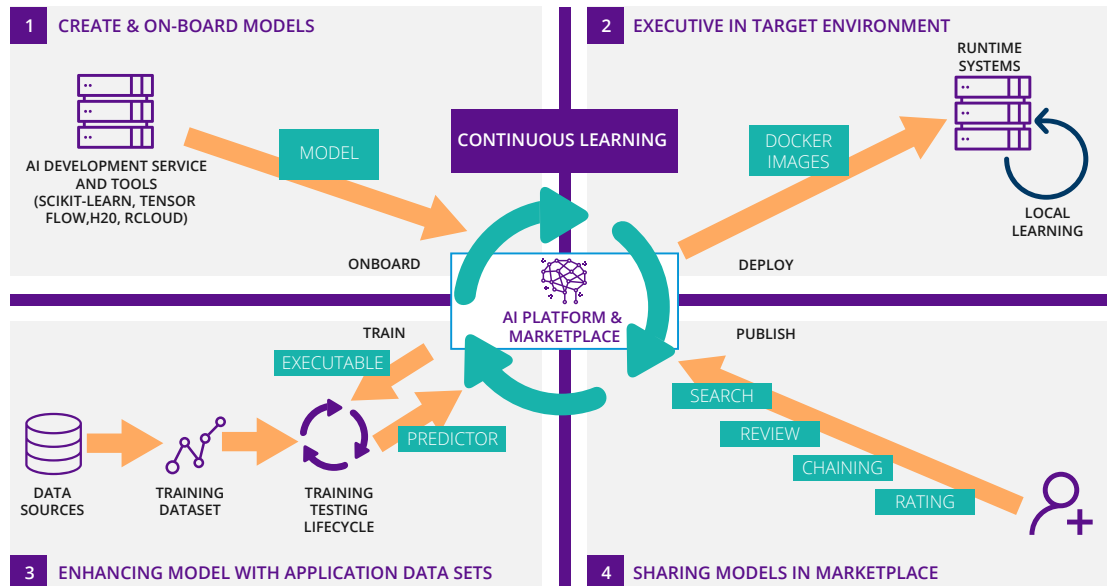 1 CREATE & ON-BOARD MODELS
AI DEVELOPMENT SERVICE
AND TOOLS
(SCIKIT-LEARN, TENSOR
FLOW,H20, RCLOUD)
MODEL
ONBOARD
CONTINUOUS LEARNING
2 EXECUTIVE IN TARGET ENVIRONMENT
RUNTIME
SYSTEMS
DOCKER
IMAGES
LOCAL
LEARNING
DEPLOY
AI PLATFORM &
MARKETPLACE
TRAIN
EXECUTABLE
PREDICTOR
DATA
SOURCES
TRAINING
DATASET
TRAINING
TESTING
LIFECYCLE
3 ENHANCING MODEL WITH APPLICATION DATA SETS
PUBLISH
SEARCH
REVIEW
CHAINING
RATING
4 SHARING MODELS IN MARKETPLACE